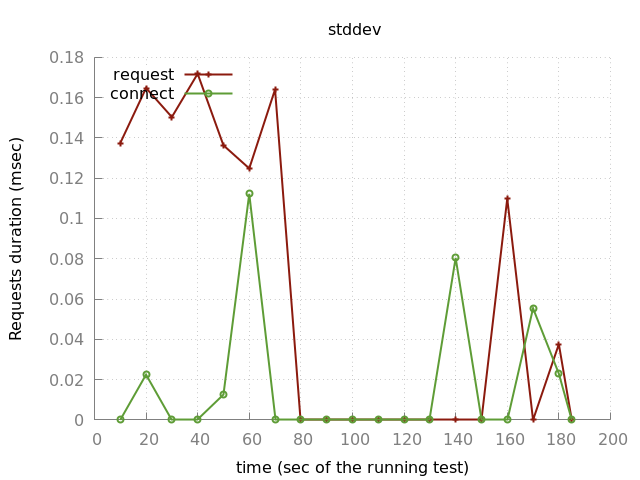 stddev
0.18
0.16
0.14
0.12
0.1
0.08
0.06
0.04
0.02
0
Requests duration (msec)
request
connect
0 20 40 60 80 100 120 140 160 180 200
time (sec of the running test)